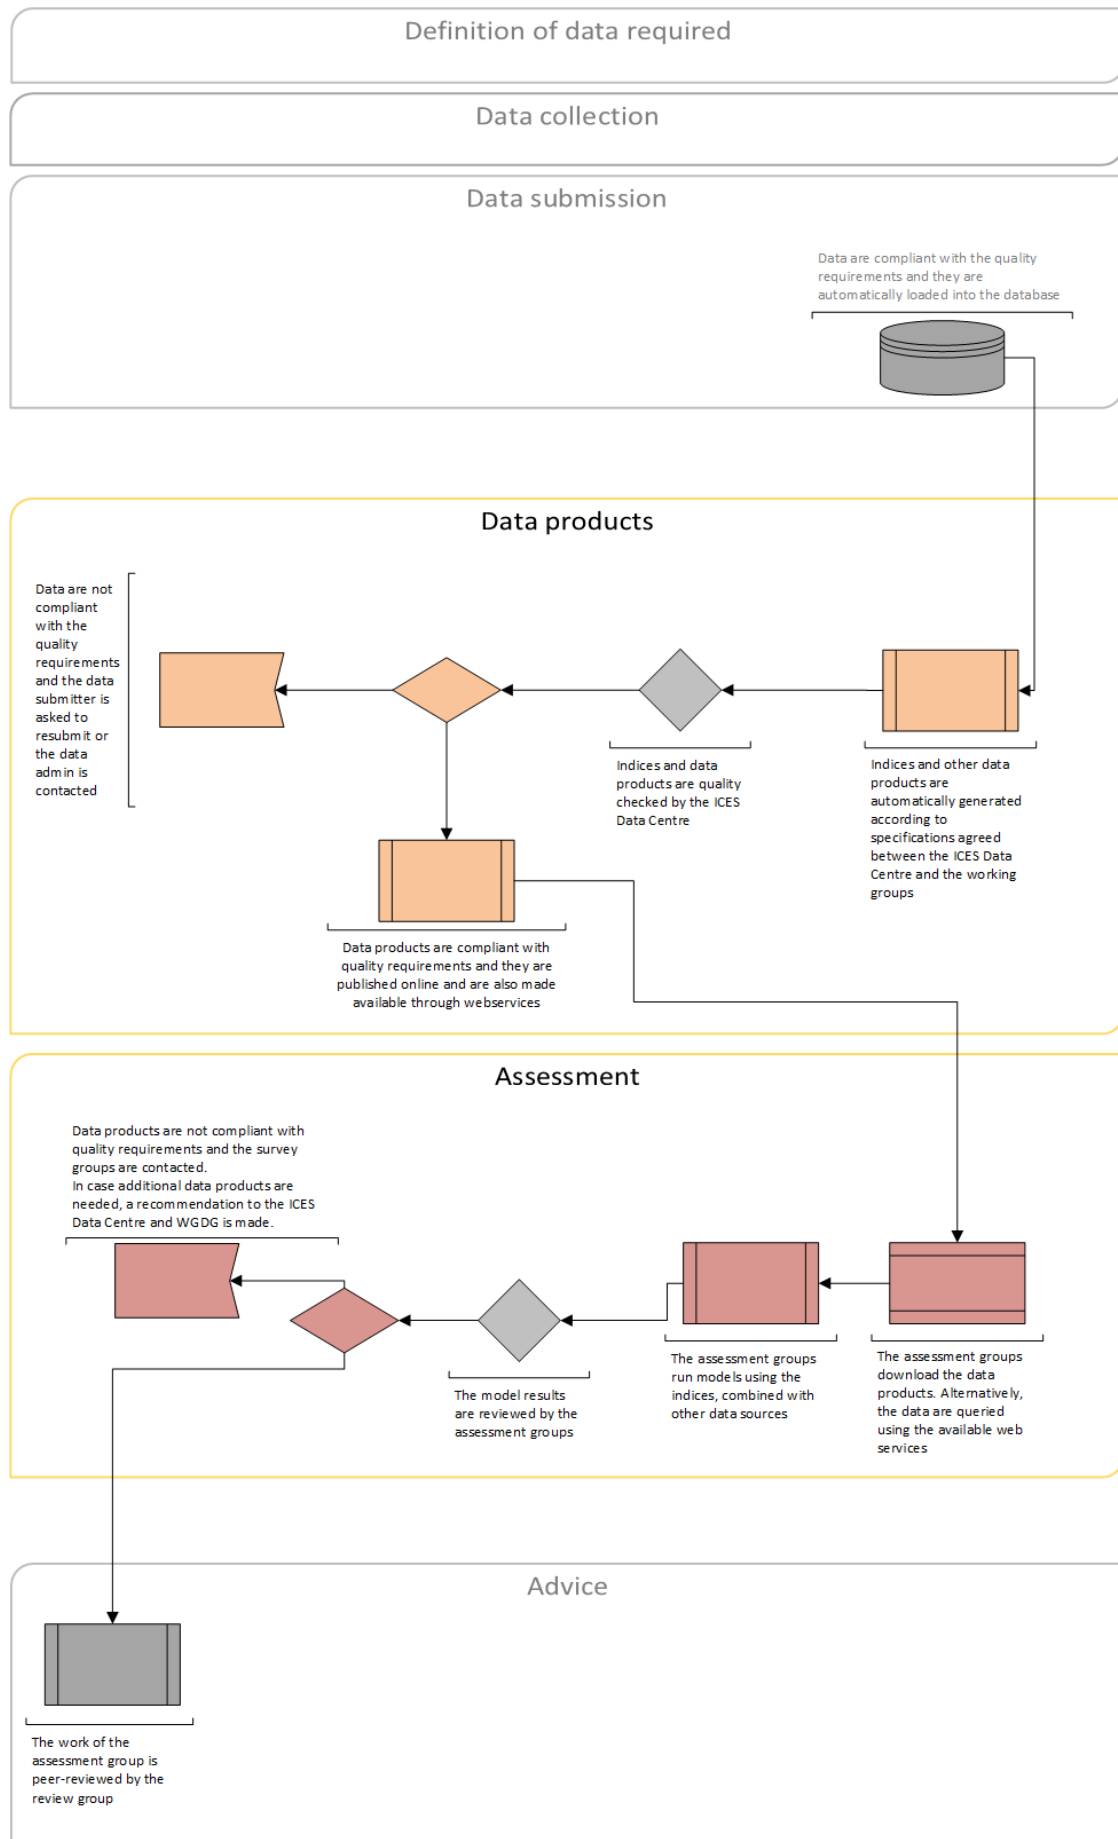 Definition of data required
Data collection
Data submission
Data are compliant with the quality
requirements and they are
automatically loaded into the database
Data products
Data are not
compliant
with the
quality
requirements
and the data
submitter is
asked to
resubmit or
the data
admin is
contacted
Indices and data
products are quality
checked by the ICES
Data Centre
Indices and other data
products are
automatically generated
according to
specifications agreed
between the ICES Data
Centre and the working
groups
Data products are compliant with
quality requirements and they are
published online and are also made
available through webservices
Assessment
Data products are not compliant with
quality requirements and the survey
groups are contacted.
In case additional data products are
needed, a recommendation to the ICES
Data Centre and WGDG is made.
The model results
are reviewed by the
assessment groups
The assessment groups
run models using the
indices, combined with
other data sources
The assessment groups
download the data
products. Alternatively,
the data are queried
using the available web
services
Advice
The work of the
assessment group is
peer-reviewed by the
review group